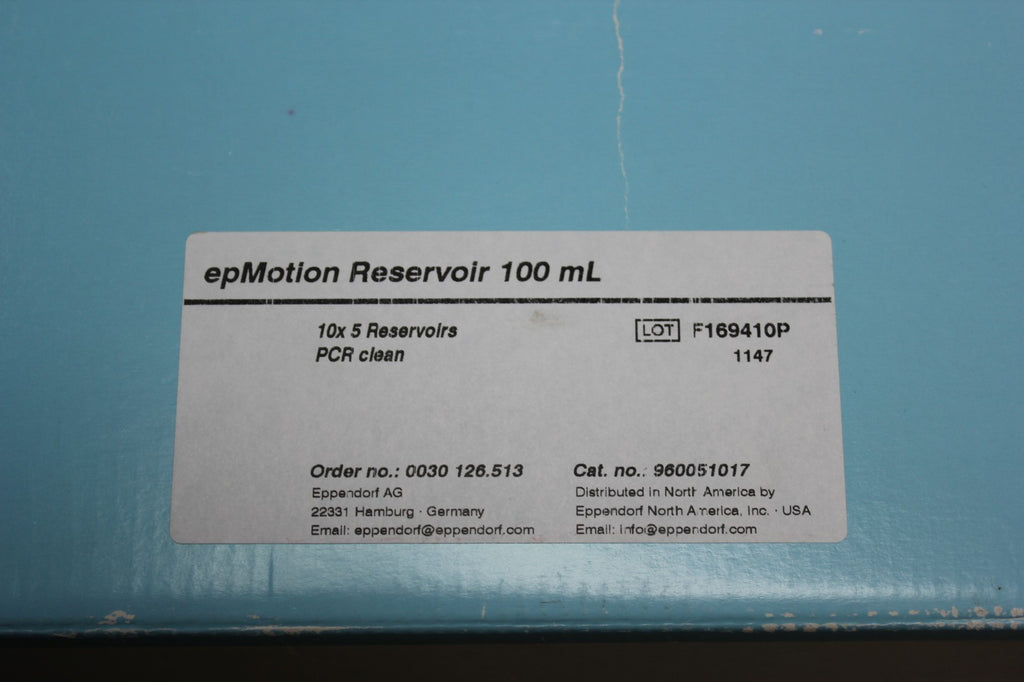 epMotion Reservoir 100 mL
10x 5 Reservoirs
PCR clean
LOT F169410P
1147
Order no.: 0030 126.513
Eppendorf AG
22331 Hamburg · Germany
Email: eppendorf@eppendorf.com
Cat. no.: 960051017
Distributed in North America by
Eppendorf North America, Inc. · USA
Email: info@eppendorf.com